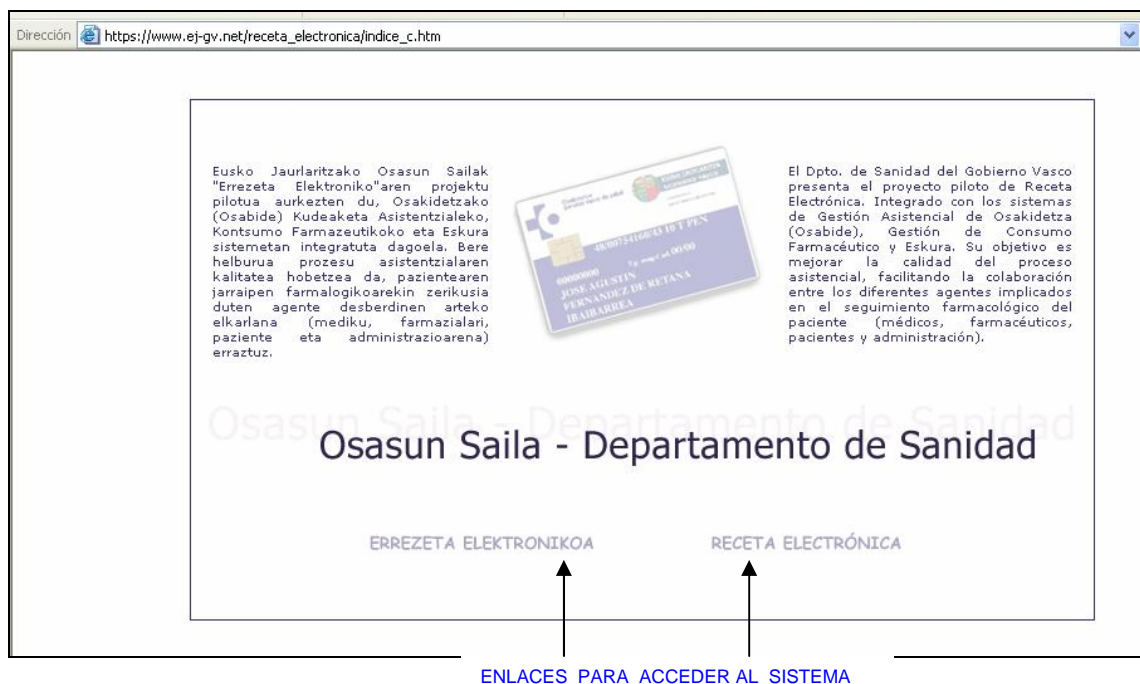 Dirección https://www.ej-gv.net/receta_electronica/indice_c.htm
Eusko Jaurlaritzako Osasun Sailak
"Errezeta Elektroniko"aren projektu
pilotua aurkezten du, Osakidetzako
(Osabide) Kudeaketa Asistentzialeko,
Kontsumo Farmazeutikoko eta Eskura
sistemetan integratuta dagoela. Bere
helburua prozesu asistentzialaren
kalitatea hobetzea da, pazientearen
jarraipen farmalogikoarekin zerikusia
duten agente desberdinen arteko
elkarlana (mediku, farmazialari,
paziente eta administrazioarena)
erraztuz.
00000000
JOSE AGUSTIN
FERNANDEZ DE RETANA
IBAIBARREA
El Dpto. de Sanidad del Gobierno Vasco
presenta el proyecto piloto de Receta
Electrónica. Integrado con los sistemas
de Gestión Asistencial de Osakidetza
(Osabide), Gestión de Consumo
Farmacéutico y Eskura. Su objetivo es
mejorar la calidad del proceso
asistencial, facilitando la colaboración
entre los diferentes agentes implicados
en el seguimiento farmacológico del
paciente (médicos, farmacéuticos,
pacientes y administración).
Osasun Saila - Departamento de Sanidad
Osasun Saila - Departamento de Sanidad
ERREZETA ELEKTRONIKOA RECETA ELECTRÓNICA
ENLACES PARA ACCEDER AL SISTEMA